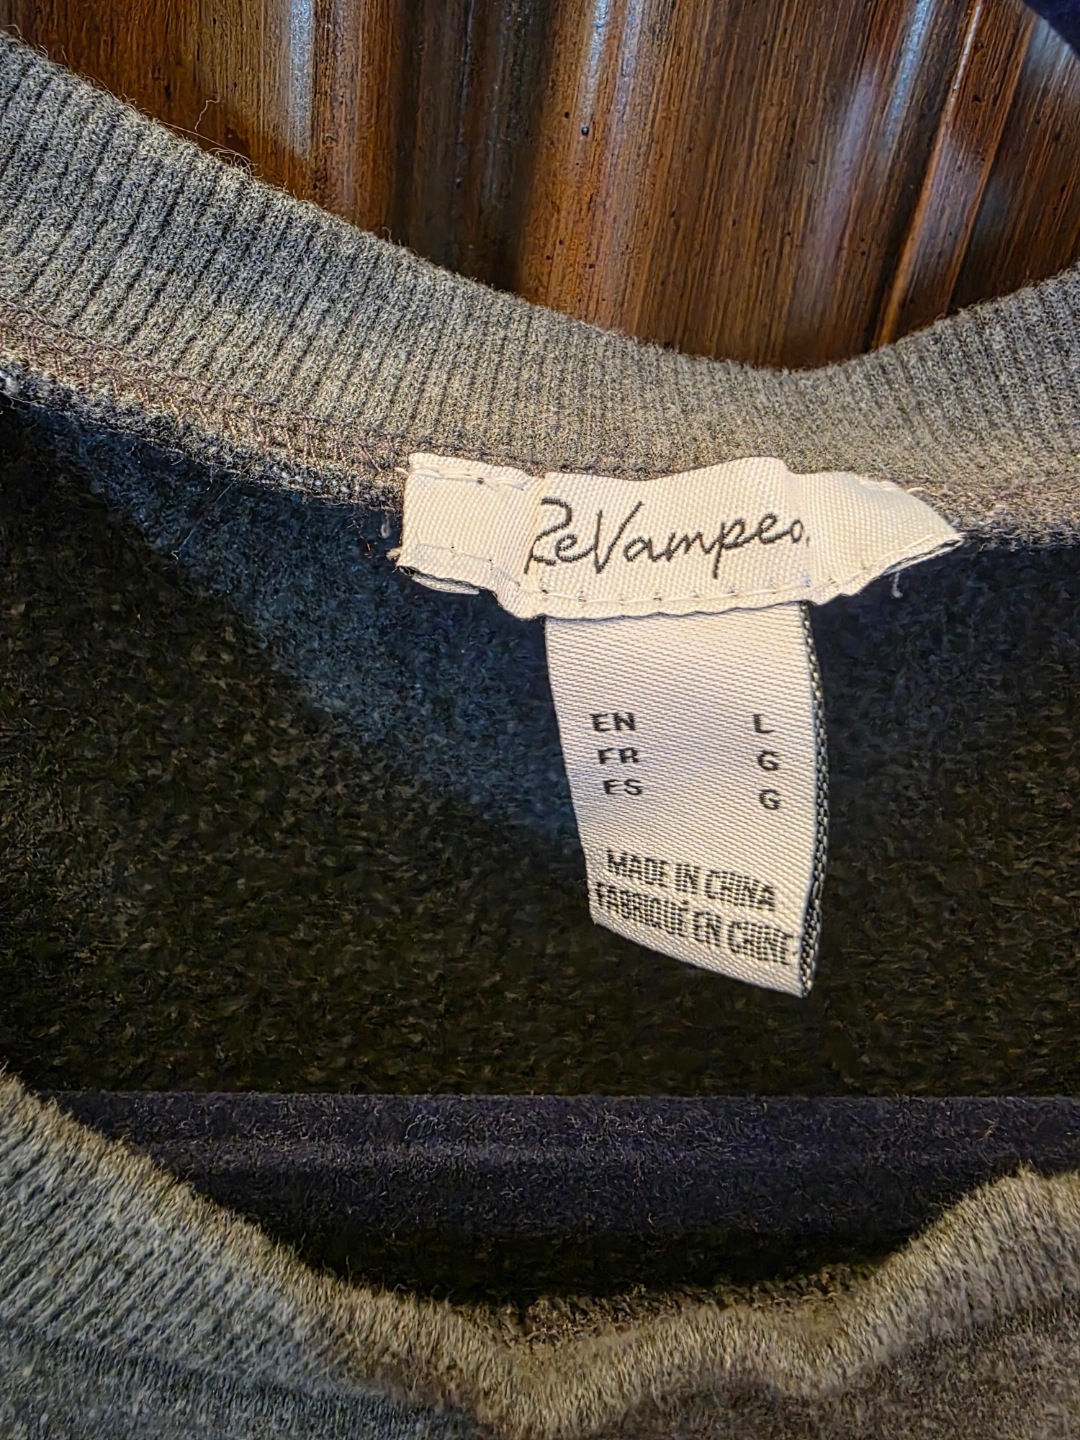 ReVamped.
EN L
FR G
ES G
MADE IN CHINA
FABRIQUÉ EN CHINE